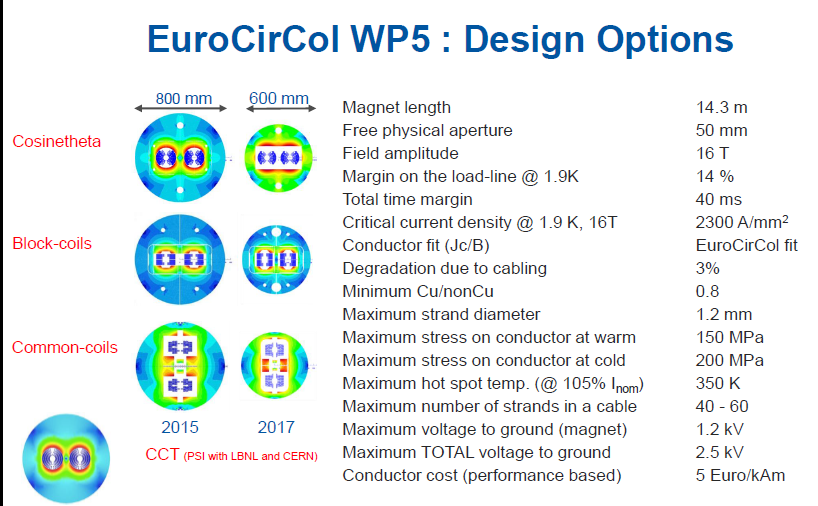 EuroCirCol WP5 : Design Options
800 mm
600 mm
Cosinetheta
Block-coils
Common-coils
2015
2017
CCT (PSI with LBNL and CERN)
Magnet length 14.3 m
Free physical aperture 50 mm
Field amplitude 16 T
Margin on the load-line @ 1.9K 14 %
Total time margin 40 ms
Critical current density @ 1.9 K, 16T 2300 A/mm²
Conductor fit (Jc/B) EuroCirCol fit
Degradation due to cabling 3%
Minimum Cu/nonCu 0.8
Maximum strand diameter 1.2 mm
Maximum stress on conductor at warm 150 MPa
Maximum stress on conductor at cold 200 MPa
Maximum hot spot temp. (@ 105% Inom) 350 K
Maximum number of strands in a cable 40 - 60
Maximum voltage to ground (magnet) 1.2 kV
Maximum TOTAL voltage to ground 2.5 kV
Conductor cost (performance based) 5 Euro/kAm